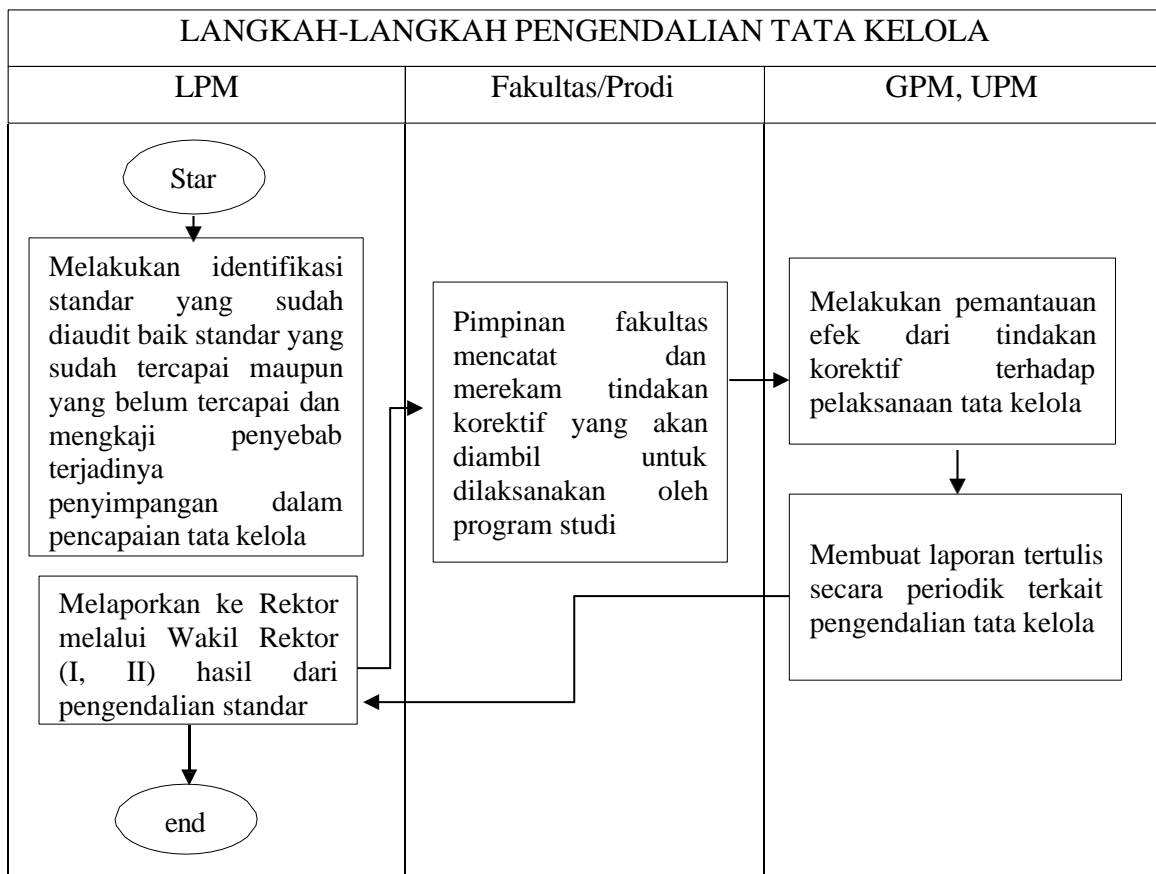 LANGKAH-LANGKAH PENGENDALIAN TATA KELOLA
LPM
Fakultas/Prodi
GPM, UPM
Star
Melakukan identifikasi
standar yang sudah
diaudit baik standar yang
sudah tercapai maupun
yang belum tercapai dan
mengkaji penyebab
terjadinya
penyimpangan dalam
pencapaian tata kelola
Melaporkan ke Rektor
melalui Wakil Rektor
(I, II) hasil dari
pengendalian standar
end
Pimpinan fakultas
mencatat dan
merekam tindakan
korektif yang akan
diambil untuk
dilaksanakan oleh
program studi
Melakukan pemantauan
efek dari tindakan
korektif terhadap
pelaksanaan tata kelola
Membuat laporan tertulis
secara periodik terkait
pengendalian tata kelola